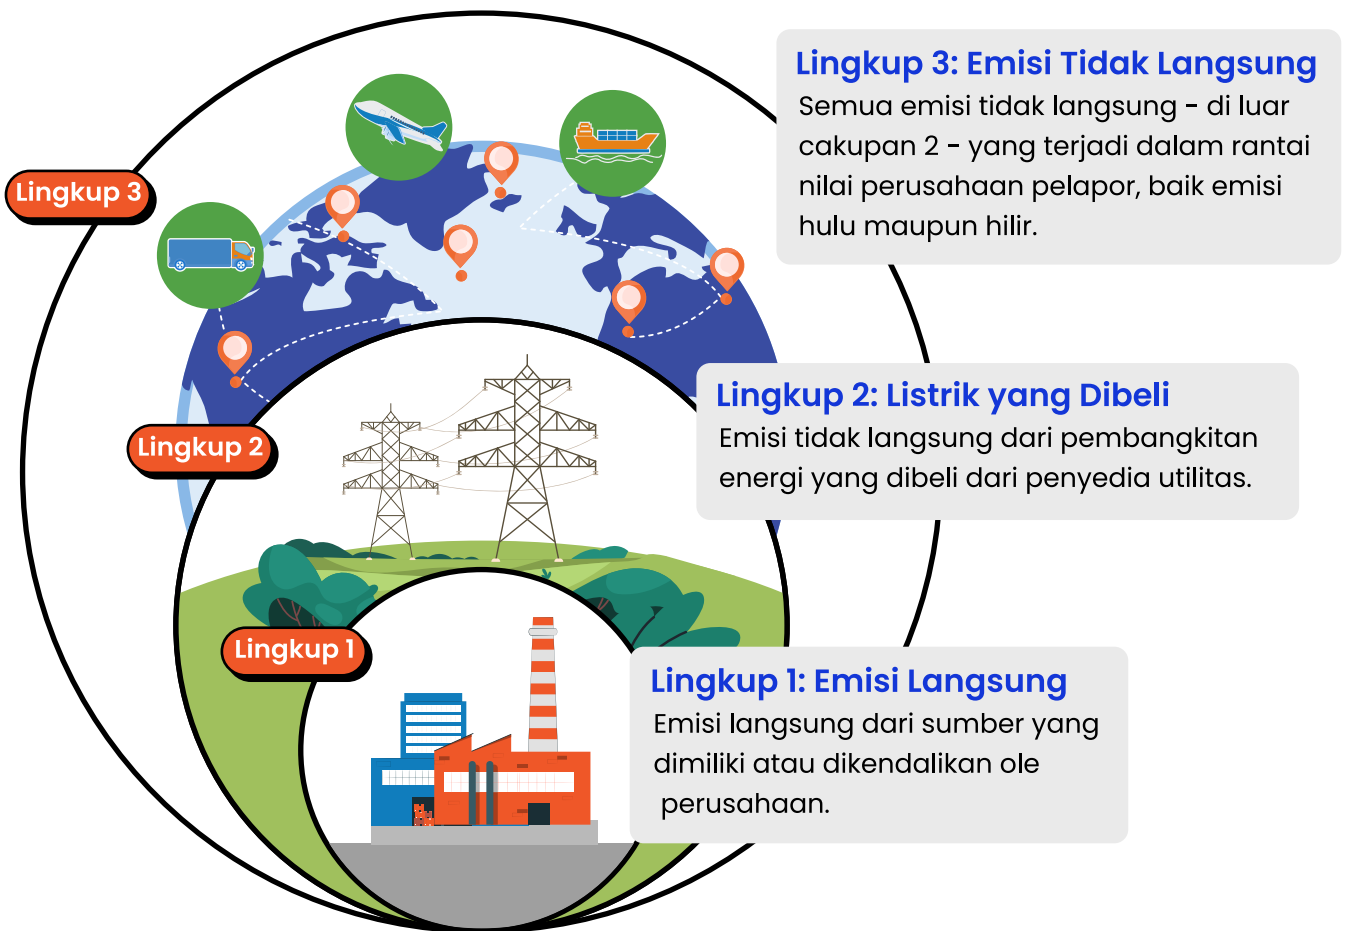 Lingkup 3: Emisi Tidak Langsung
Semua emisi tidak langsung - di luar
cakupan 2 - yang terjadi dalam rantai
nilai perusahaan pelapor, baik emisi
hulu maupun hilir.
Lingkup 3
Lingkup 2: Listrik yang Dibeli
Emisi tidak langsung dari pembangkitan
energi yang dibeli dari penyedia utilitas.
Lingkup 2
Lingkup 1
Lingkup 1: Emisi Langsung
Emisi langsung dari sumber yang
dimiliki atau dikendalikan ole
perusahaan.